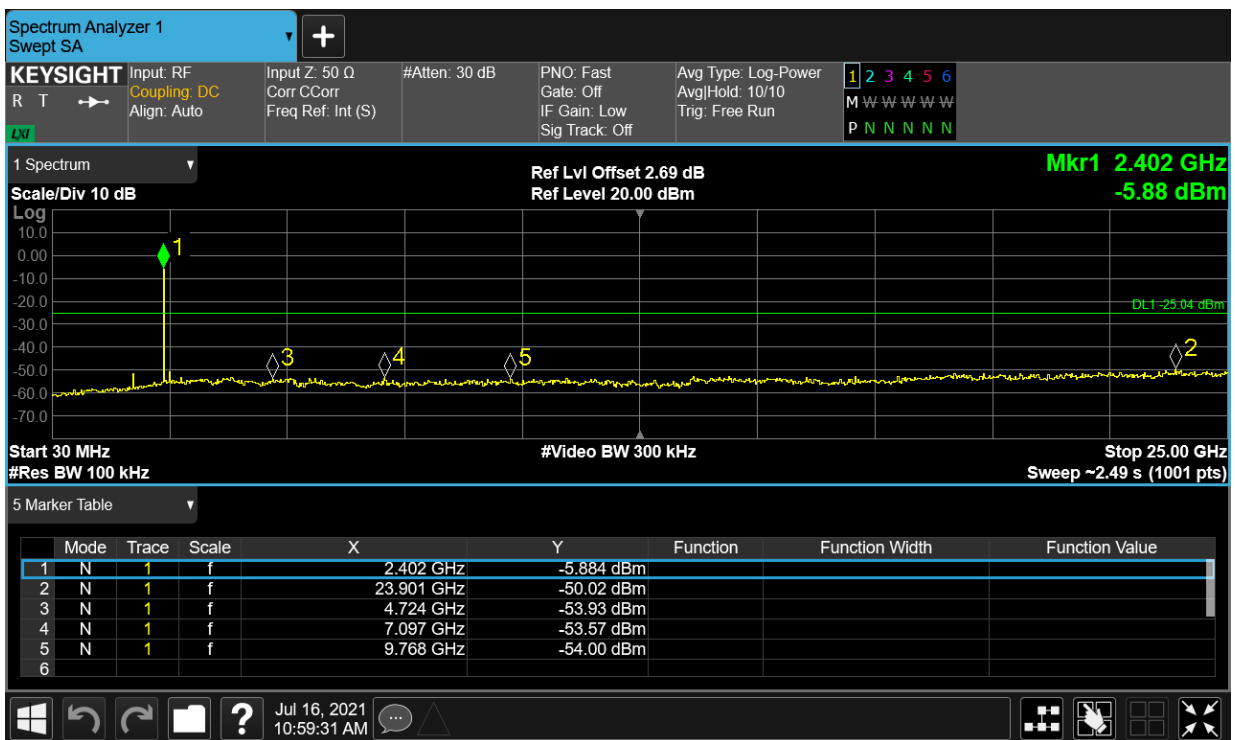 Spectrum Analyzer 1
Swept SA
+
KEYSIGHT
R T
LXI
Input: RF
Coupling: DC
Align: Auto
Input Z: 50 Ω
Corr CCorr
Freq Ref: Int (S)
#Atten: 30 dB
PNO: Fast
Gate: Off
IF Gain: Low
Sig Track: Off
Avg Type: Log-Power
Avg|Hold: 10/10
Trig: Free Run
1 2 3 4 5 6
M W W W W W
P N N N N N
1 Spectrum
Scale/Div 10 dB
Ref Lvl Offset 2.69 dB
Ref Level 20.00 dBm
Mkr1 2.402 GHz
-5.88 dBm
Log
10.0
0.00
-10.0
-20.0
-30.0
-40.0
-50.0
-60.0
-70.0
1
3
4
5
2
DL1 -25.04 dBm
Start 30 MHz
#Video BW 300 kHz
Stop 25.00 GHz
#Res BW 100 kHz
Sweep ~2.49 s (1001 pts)
5 Marker Table
Mode Trace Scale X Y Function Function Width Function Value
1 N 1 f 2.402 GHz -5.884 dBm
2 N 1 f 23.901 GHz -50.02 dBm
3 N 1 f 4.724 GHz -53.93 dBm
4 N 1 f 7.097 GHz -53.57 dBm
5 N 1 f 9.768 GHz -54.00 dBm
6
?
Jul 16, 2021
10:59:31 AM